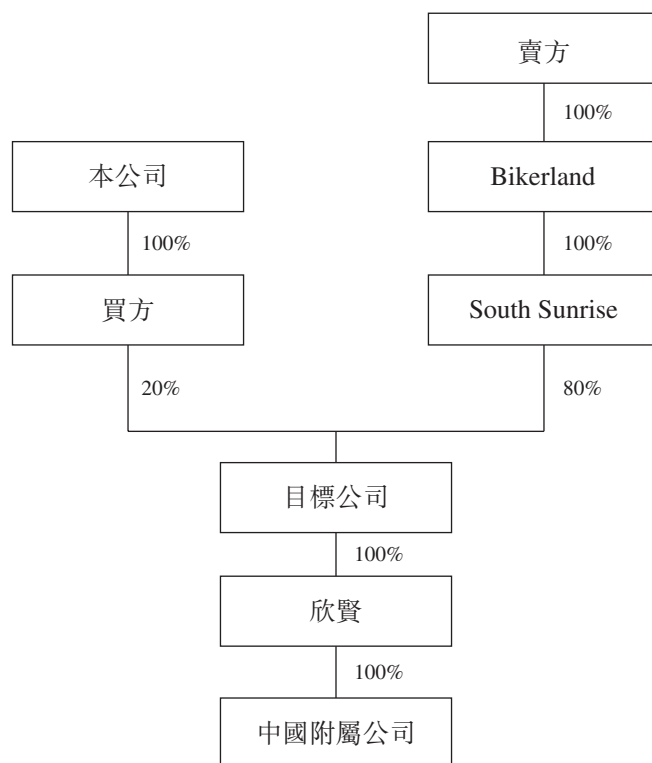 賣方
100%
本公司
Bikerland
100%
100%
買方
South Sunrise
20%
80%
目標公司
100%
欣賢
100%
中國附屬公司